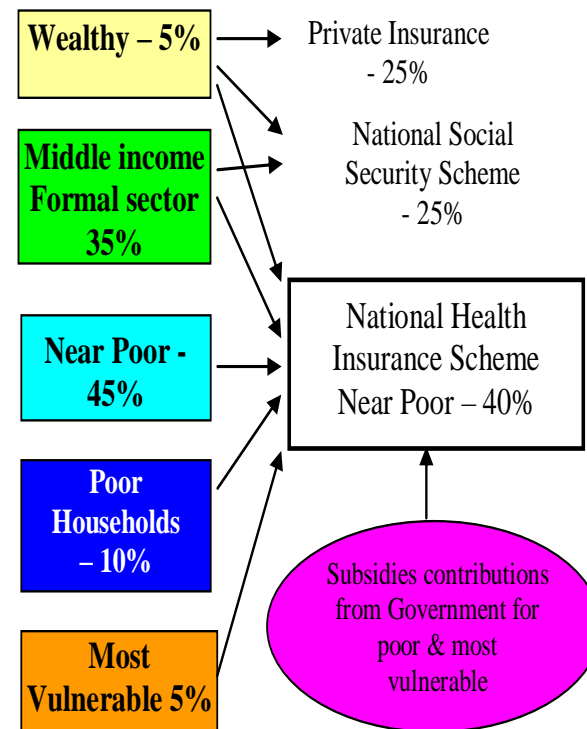 Wealthy – 5%
Private Insurance
- 25%
National Social
Security Scheme
- 25%
Middle income
Formal sector
35%
National Health
Insurance Scheme
Near Poor – 40%
Near Poor -
45%
Poor
Households
– 10%
Subsidies contributions
from Government for
poor & most
vulnerable
Most
Vulnerable 5%